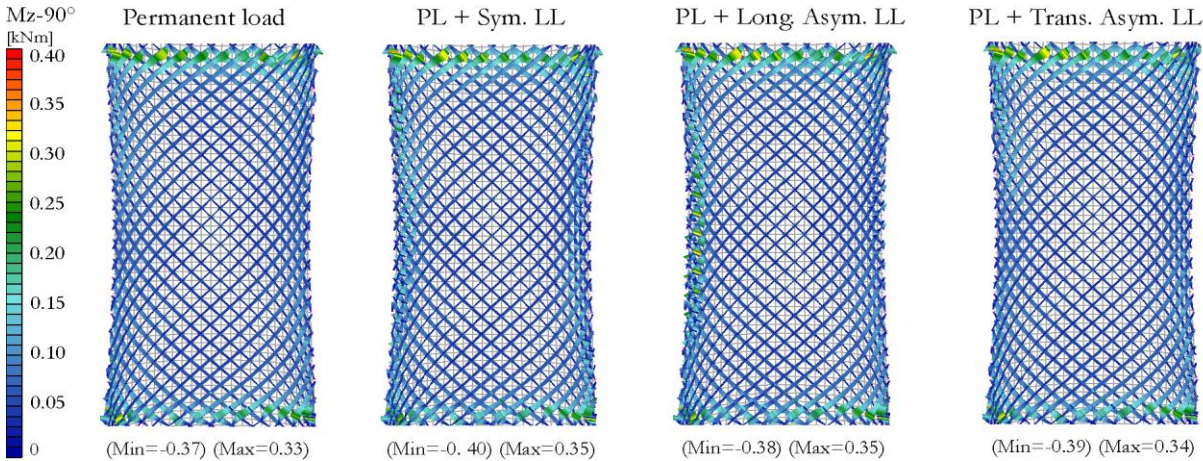 Mz-90°
[kNm]
Permanent load
PL + Sym. LL
PL + Long. Asym. LL
PL + Trans. Asym. LL
0.40
0.35
0.30
0.25
0.20
0.15
0.10
0.05
0
(Min=-0.37) (Max=0.33)
(Min=-0. 40) (Max=0.35)
(Min=-0.38) (Max=0.35)
(Min=-0.39) (Max=0.34)